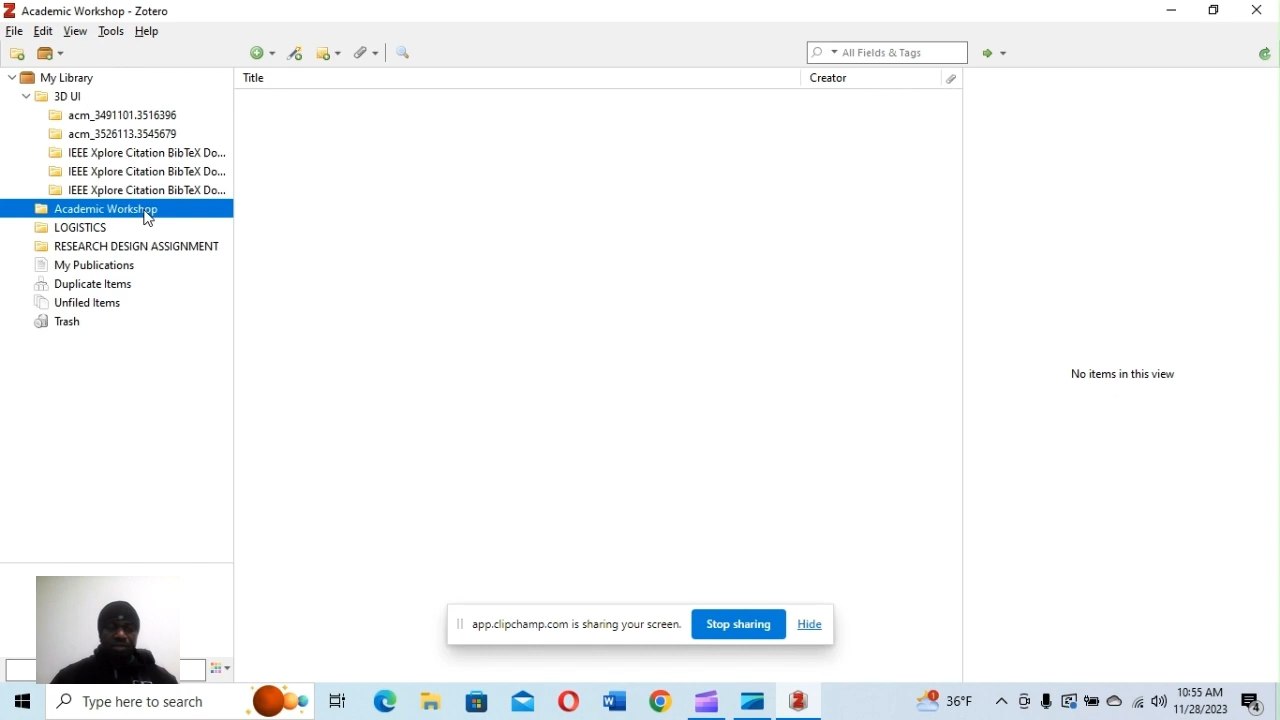 Academic Workshop - Zotero
File Edit View Tools Help
All Fields & Tags
My Library
Title
Creator
3D UI
acm_3491101.3516396
acm_3526113.3545679
IEEE Xplore Citation BibTeX Do...
IEEE Xplore Citation BibTeX Do...
IEEE Xplore Citation BibTeX Do...
Academic Workshop
LOGISTICS
RESEARCH DESIGN ASSIGNMENT
My Publications
Duplicate Items
Unfiled Items
Trash
No items in this view
app.clipchamp.com is sharing your screen.
Stop sharing
Hide
Type here to search
36°F
10:55 AM
11/28/2023
4